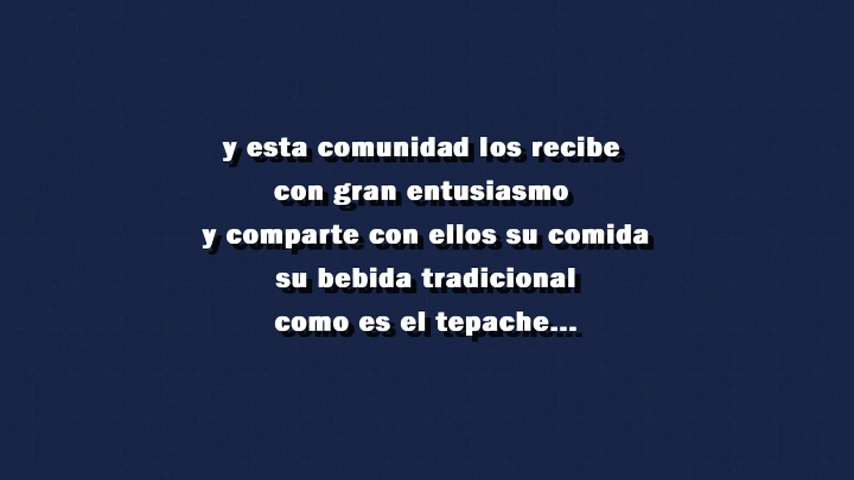 y esta comunidad los recibe
con gran entusiasmo
y comparte con ellos su comida
su bebida tradicional
como es el tepache...